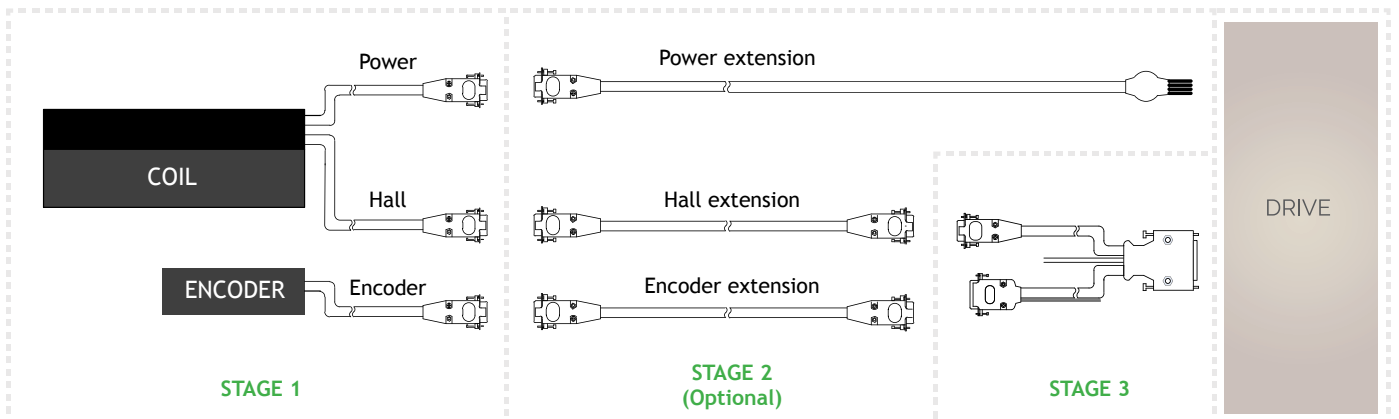 Power
COIL
Hall
ENCODER
Encoder
STAGE 1
Power extension
Hall extension
Encoder extension
STAGE 2
(Optional)
STAGE 3
DRIVE